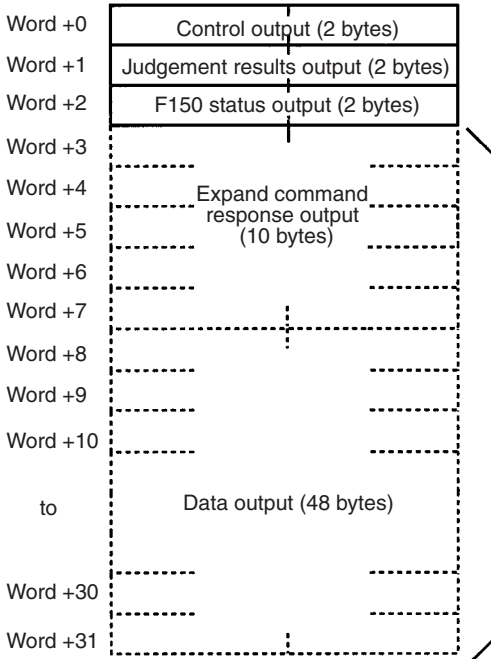 Word +0
Control output (2 bytes)
Word +1
Judgement results output (2 bytes)
Word +2
F150 status output (2 bytes)
Word +3
Word +4
Expand command
response output
Word +5
(10 bytes)
Word +6
Word +7
Word +8
Word +9
Word +10
to
Data output (48 bytes)
Word +30
Word +31